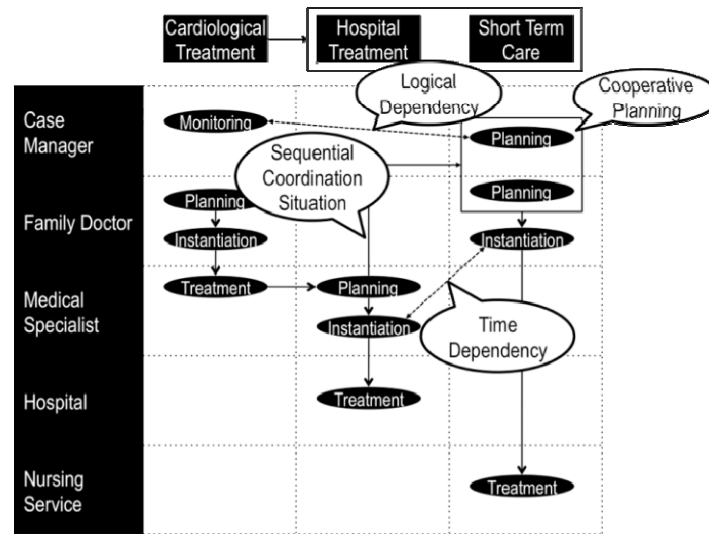 Cardiological
Treatment
Hospital
Treatment
Short Term
Care
Logical
Dependency
Cooperative
Planning
Case
Manager
Monitoring
Planning
Sequential
Coordination
Situation
Family Doctor
Planning
Planning
Instantiation
Instantiation
Medical
Specialist
Treatment
Planning
Instantiation
Time
Dependency
Hospital
Treatment
Nursing
Service
Treatment